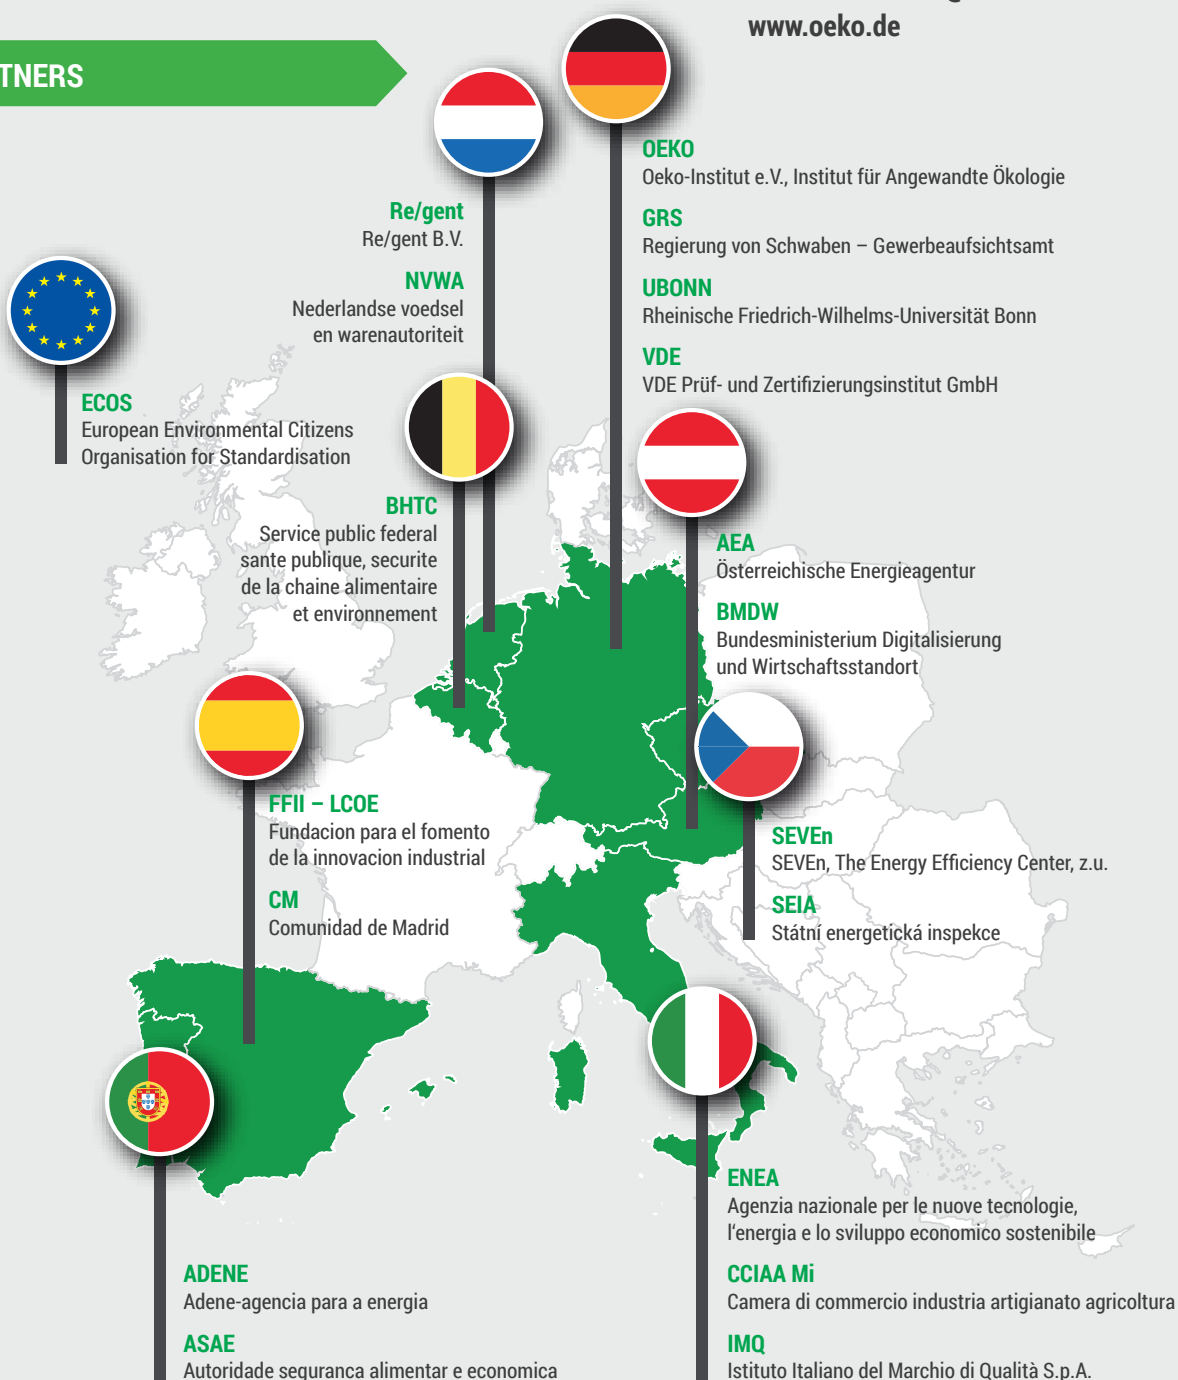 www.oeko.de
TNERS
OEKO
Oeko-Institut e.V., Institut für Angewandte Ökologie
GRS
Regierung von Schwaben – Gewerbeaufsichtsamt
UBONN
Rheinische Friedrich-Wilhelms-Universität Bonn
VDE
VDE Prüf- und Zertifizierungsinstitut GmbH
Re/gent
Re/gent B.V.
NVWA
Nederlandse voedsel
en warenautoriteit
ECOS
European Environmental Citizens
Organisation for Standardisation
BHTC
Service public federal
sante publique, securite
de la chaine alimentaire
et environnement
AEA
Österreichische Energieagentur
BMDW
Bundesministerium Digitalisierung
und Wirtschaftsstandort
FFII – LCOE
Fundacion para el fomento
de la innovacion industrial
CM
Comunidad de Madrid
SEVEn
SEVEn, The Energy Efficiency Center, z.u.
SEIA
Státní energetická inspekce
ENEA
Agenzia nazionale per le nuove tecnologie,
l‘energia e lo sviluppo economico sostenibile
CCIAA Mi
Camera di commercio industria artigianato agricoltura
IMQ
Istituto Italiano del Marchio di Qualità S.p.A.
ADENE
Adene-agencia para a energia
ASAE
Autoridade seguranca alimentar e economica